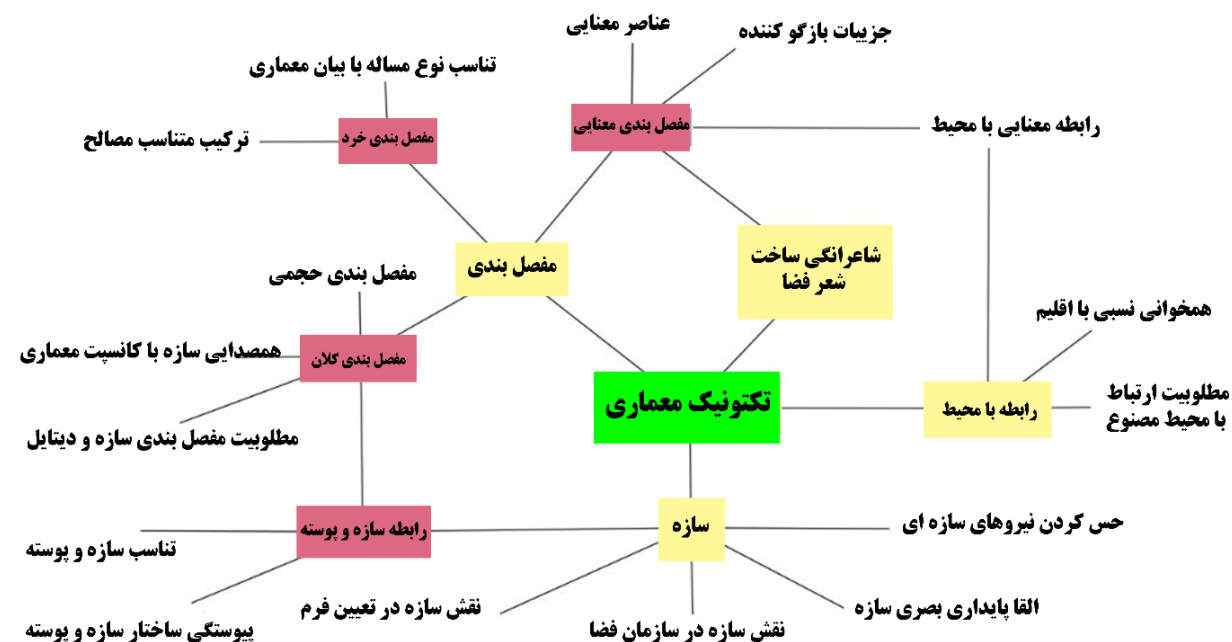 عناصر معنایی
جزییات بازگو کننده
تناسب نوع مساله با بیان معماری
مفصل بندی معنایی
رابطه معنایی با محیط
مفصل بندی خرد
ترکیب متناسب مصالح
شاعرانگی ساخت
شعر فضا
مفصل بندی
مفصل بندی حجمی
همخوانی نسبی با اقلیم
همصدایی سازه با کانسپت معماری
مفصل بندی کلان
تکتونیک معماری
رابطه با محیط
مطلوبیت ارتباط
با محیط مصنوع
مطلوبیت مفصل بندی سازه و دیتایل
حس کردن نیروهای سازه ای
سازه
رابطه سازه و پوسته
تناسب سازه و پوسته
القا پایداری بصری سازه
نقش سازه در تعیین فرم
نقش سازه در سازمان فضا
پیوستگی ساختار سازه و پوسته